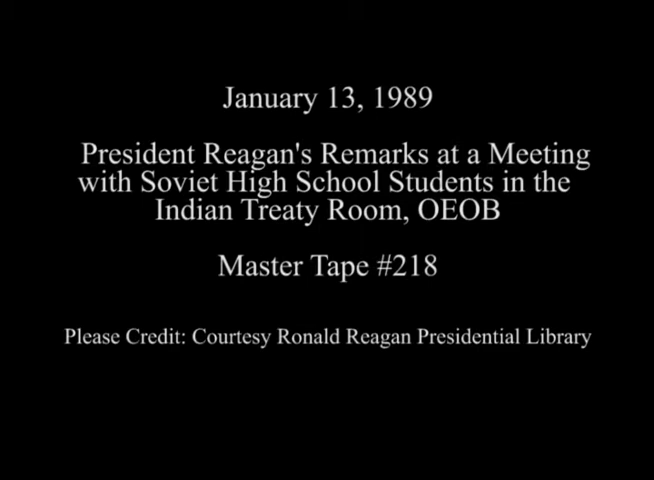 January 13, 1989
President Reagan's Remarks at a Meeting
with Soviet High School Students in the
Indian Treaty Room, OEOB
Master Tape #218
Please Credit: Courtesy Ronald Reagan Presidential Library